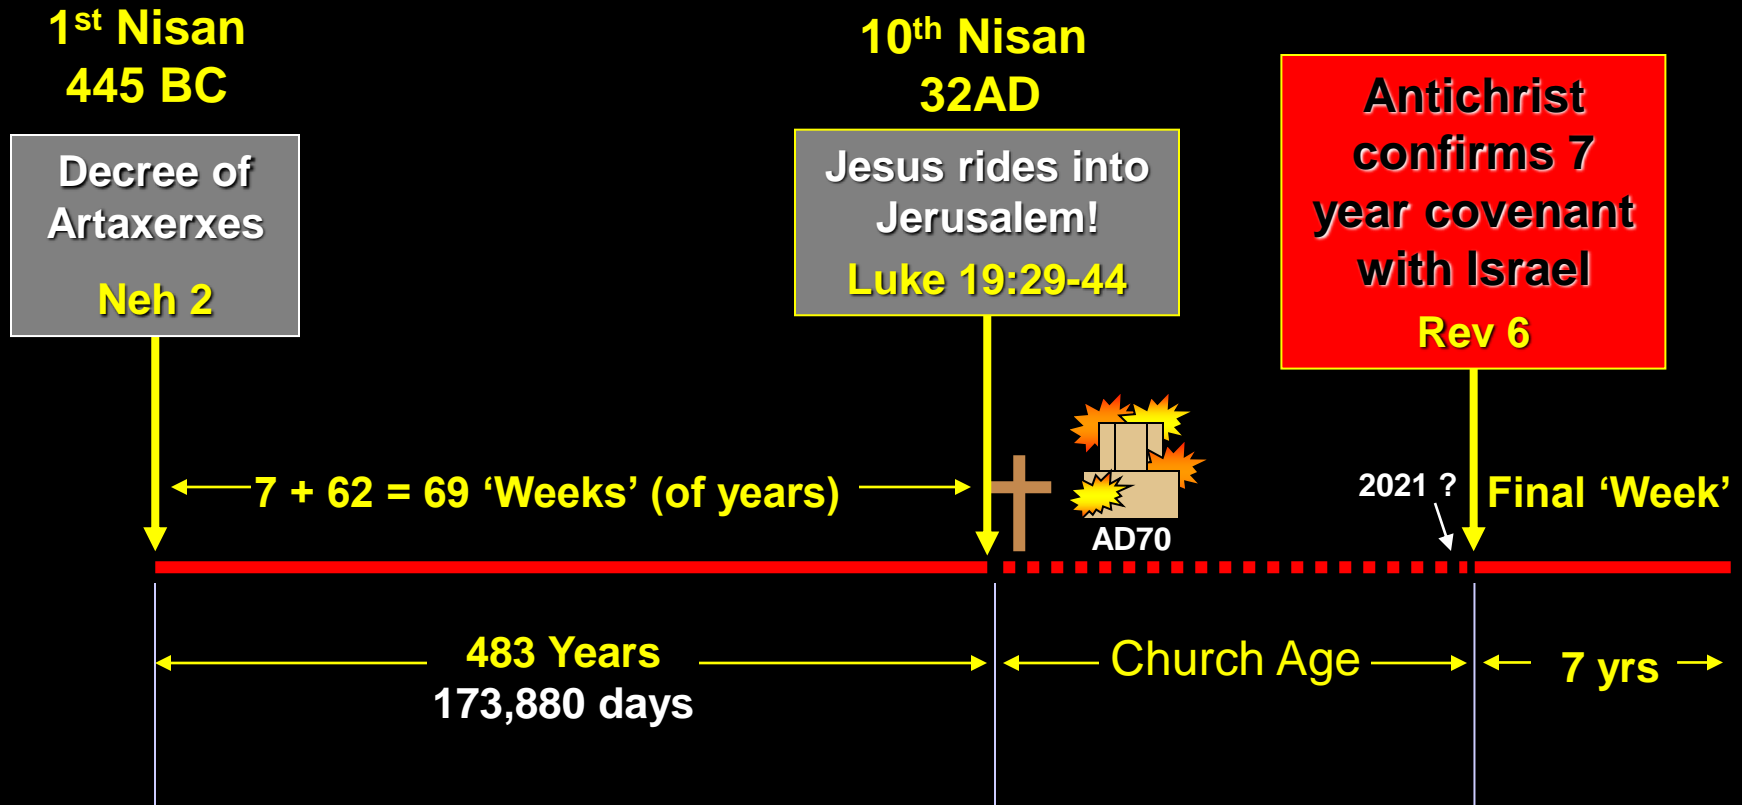 1st Nisan
445 BC
Decree of
Artaxerxes
Neh 2
10th Nisan
32AD
Jesus rides into
Jerusalem!
Luke 19:29-44
Antichrist
confirms 7
year covenant
with Israel
Rev 6
7 + 62 = 69 ‘Weeks’ (of years)
AD70
2021 ?
Final ‘Week’
483 Years
173,880 days
Church Age
7 yrs